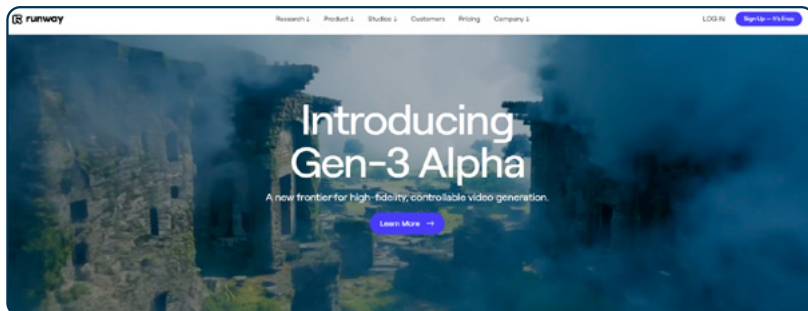 runway
Research ↓ Product ↓ Studios ↓ Customers Pricing Company ↓
LOG IN
Sign Up — It's Free
Introducing
Gen-3 Alpha
A new frontier for high-fidelity, controllable video generation.
Learn More →